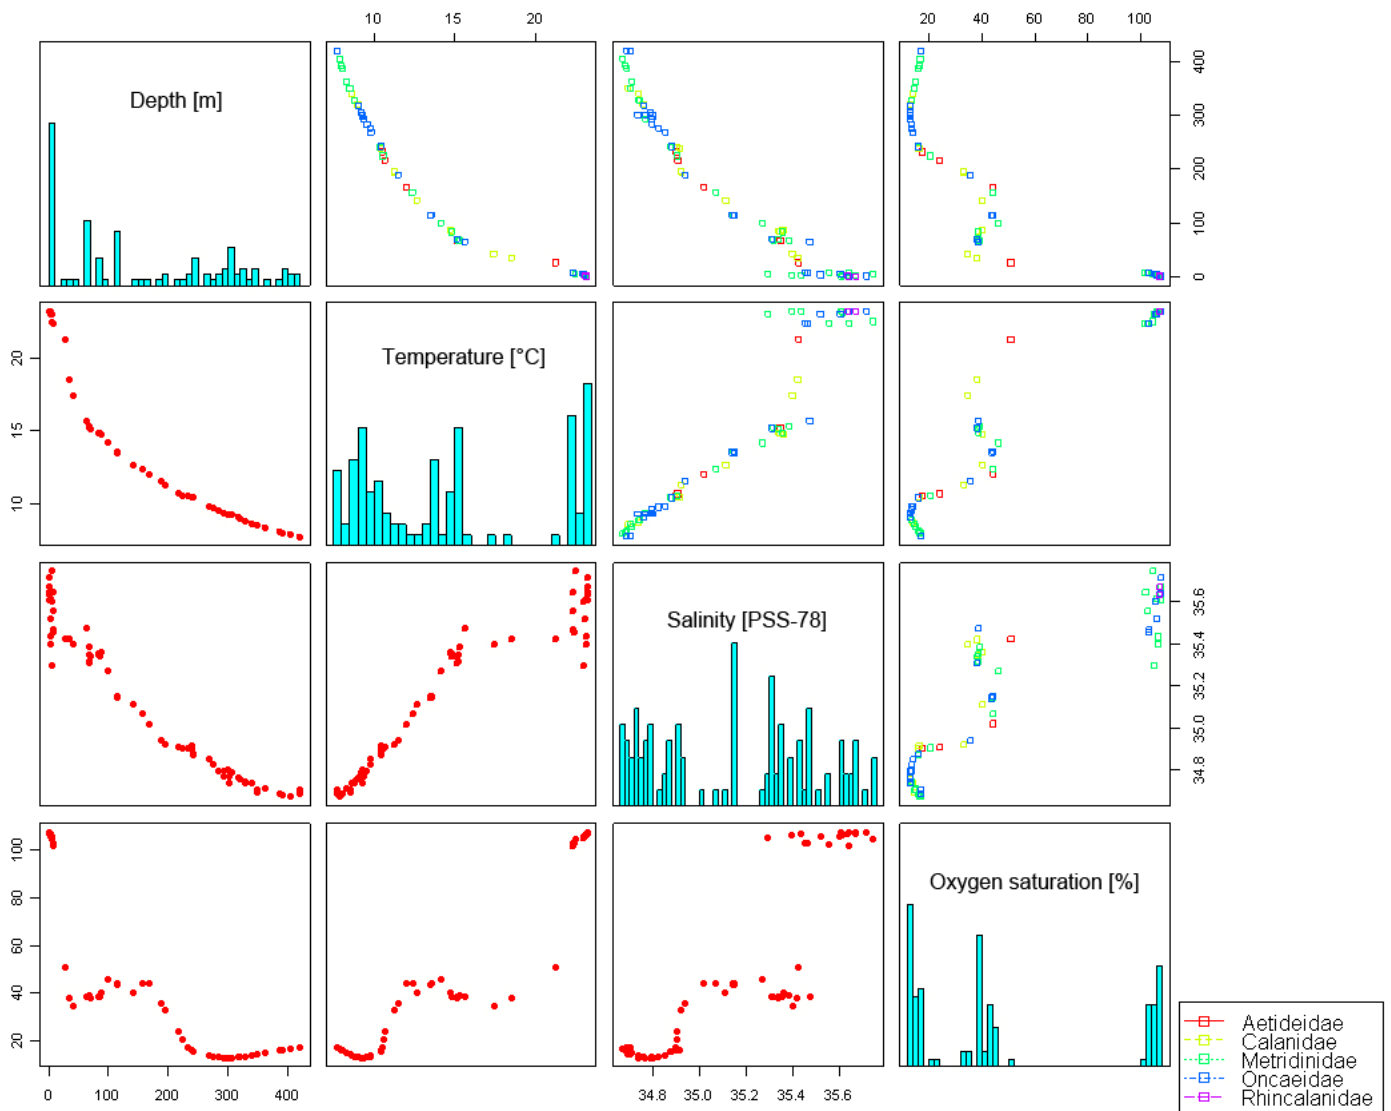 10 15 20
20 40 60 80 100
Depth [m]
0 100 200 300 400
Temperature [°C]
10 15 20
Salinity [PSS-78]
34.8 35.0 35.2 35.4 35.6
Oxygen saturation [%]
20 40 60 80 100
0 100 200 300 400
34.8 35.0 35.2 35.4 35.6
Aetideidae
Calanidae
Metridinidae
Oncaeidae
Rhincalanidae